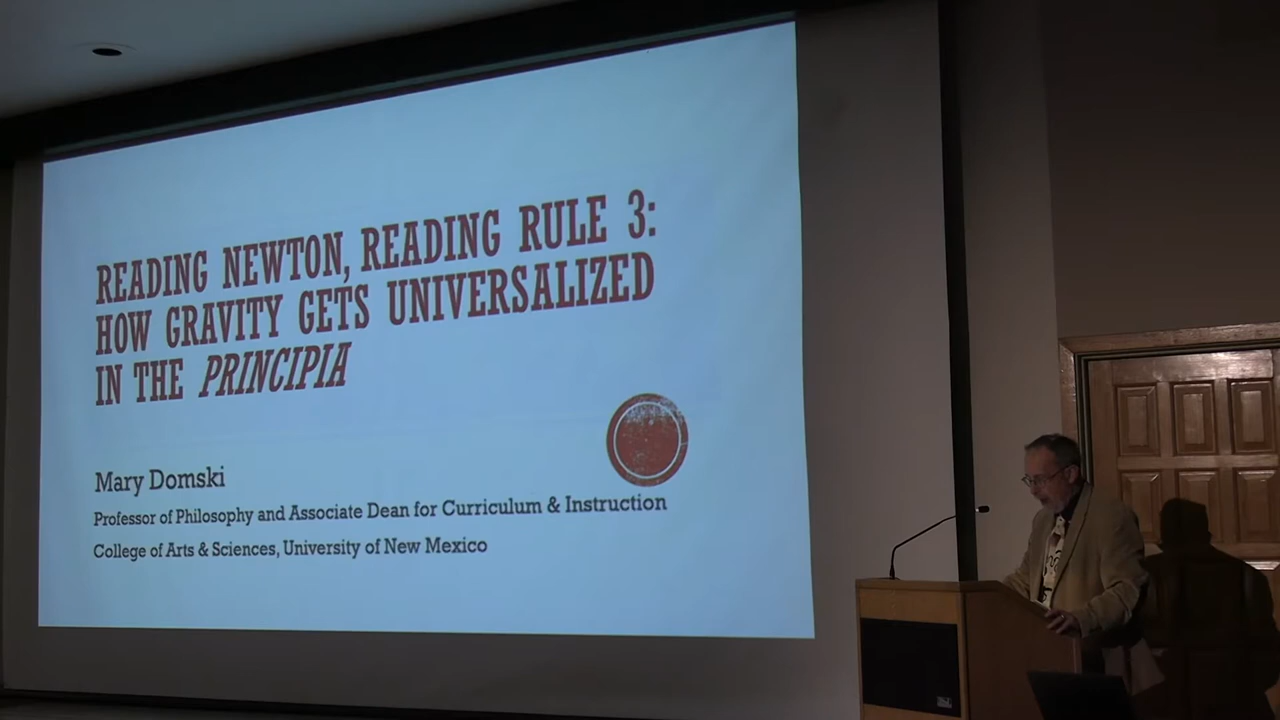 READING NEWTON, READING RULE 3:
HOW GRAVITY GETS UNIVERSALIZED
IN THE PRINCIPIA
Mary Domski
Professor of Philosophy and Associate Dean for Curriculum & Instruction
College of Arts & Sciences, University of New Mexico